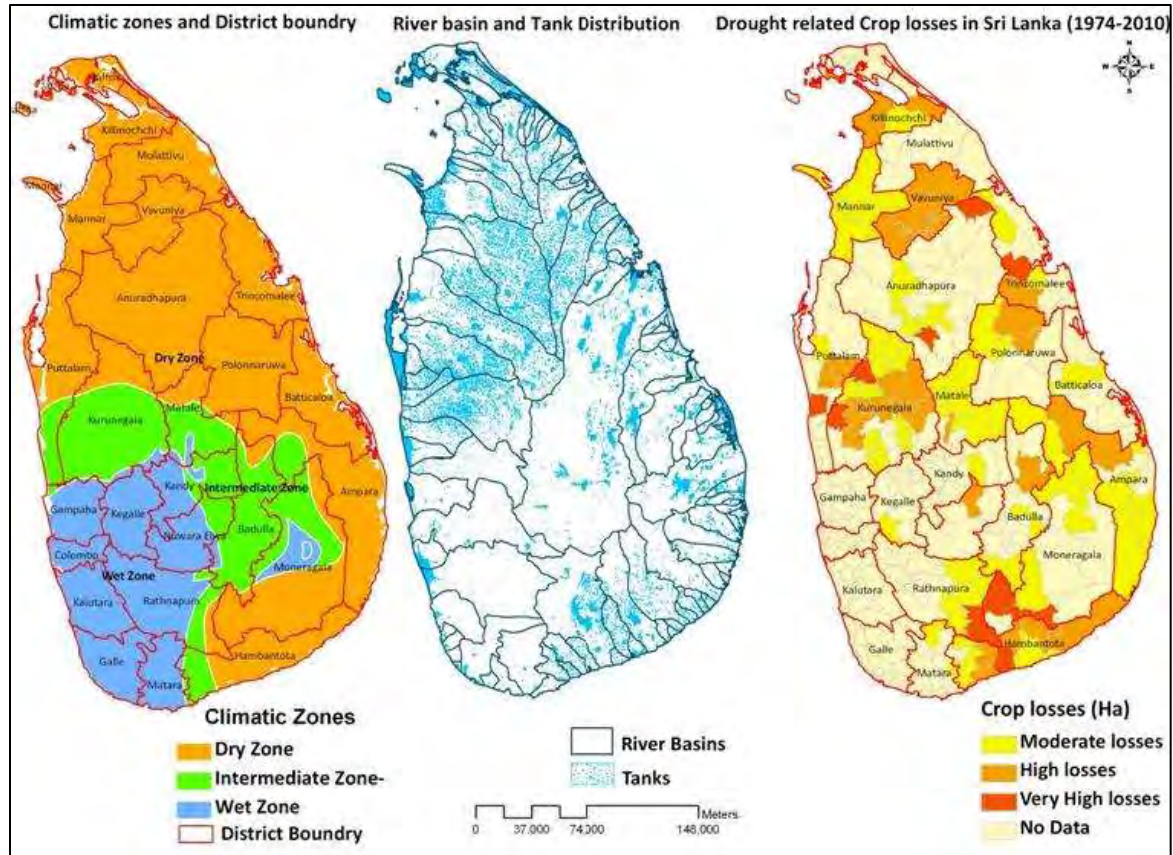 Climatic zones and District boundry
Killinochchi
Mulattivu
Mannar
Vavuniya
Mannar
Anuradhapura
Trincomalee
Dry Zone
Puttalam
Polonnaruwa
Batticaloa
Kurunegala
Matale
Kandy
Intermediate Zone
Ampara
Gampaha
Kegalle
Badulla
Nuwara Eliya
Colombo
Moneragala
Wet Zone
Kalutara
Rathnapura
Galle
Matara
Hambantota
Climatic Zones
Dry Zone
Intermediate Zone-
Wet Zone
District Boundry
River basin and Tank Distribution
River Basins
Tanks
Meters
0 37,000 74,000 148,000
Drought related Crop losses in Sri Lanka (1974-2010)
N
W E
S
Killinochchi
Mulattivu
Vavuniya
Mannar
Anuradhapura
Trincomalee
Puttalam
Polonnaruwa
Batticaloa
Matale
Kurunegala
Kandy
Ampara
Gampaha
Kegalle
Badulla
Moneragala
Rathnapura
Kalutara
Hambantota
Galle
Matara
Crop losses (Ha)
Moderate losses
High losses
Very High losses
No Data